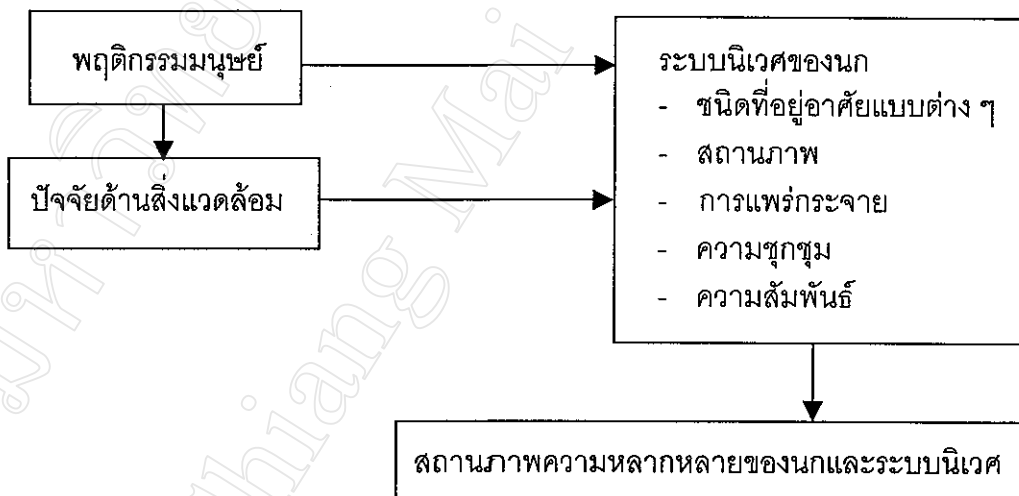 พฤติกรรมมนุษย์
ปัจจัยด้านสิ่งแวดล้อม
ระบบนิเวศของนก
- ชนิดที่อยู่อาศัยแบบต่าง ๆ
- สถานภาพ
- การแพร่กระจาย
- ความชุกชุม
- ความสัมพันธ์
สถานภาพความหลากหลายของนกและระบบนิเวศ
hiang Mai